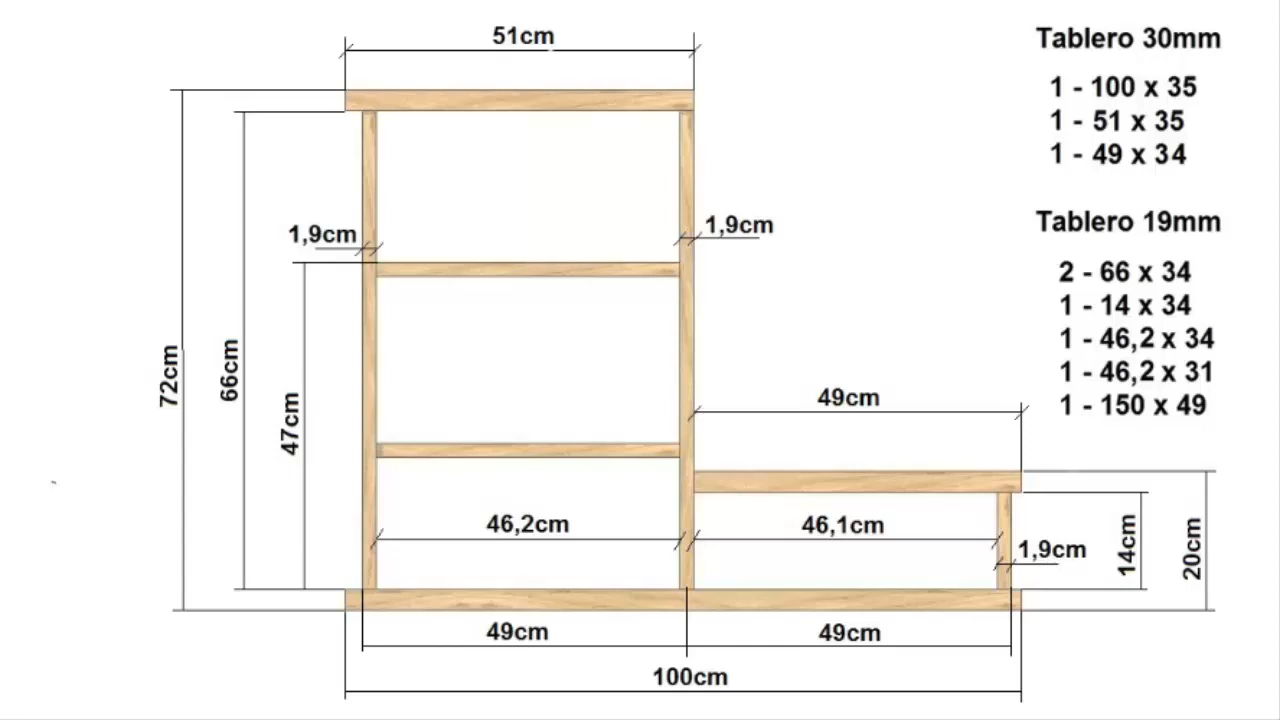 51cm
Tablero 30mm
1 - 100 x 35
1 - 51 x 35
1 - 49 x 34
Tablero 19mm
2 - 66 x 34
1 - 14 x 34
1 - 46,2 x 34
1 - 46,2 x 31
1 - 150 x 49
1,9cm
1,9cm
72cm
66cm
47cm
49cm
46,2cm
46,1cm
1,9cm
14cm
20cm
49cm
49cm
100cm